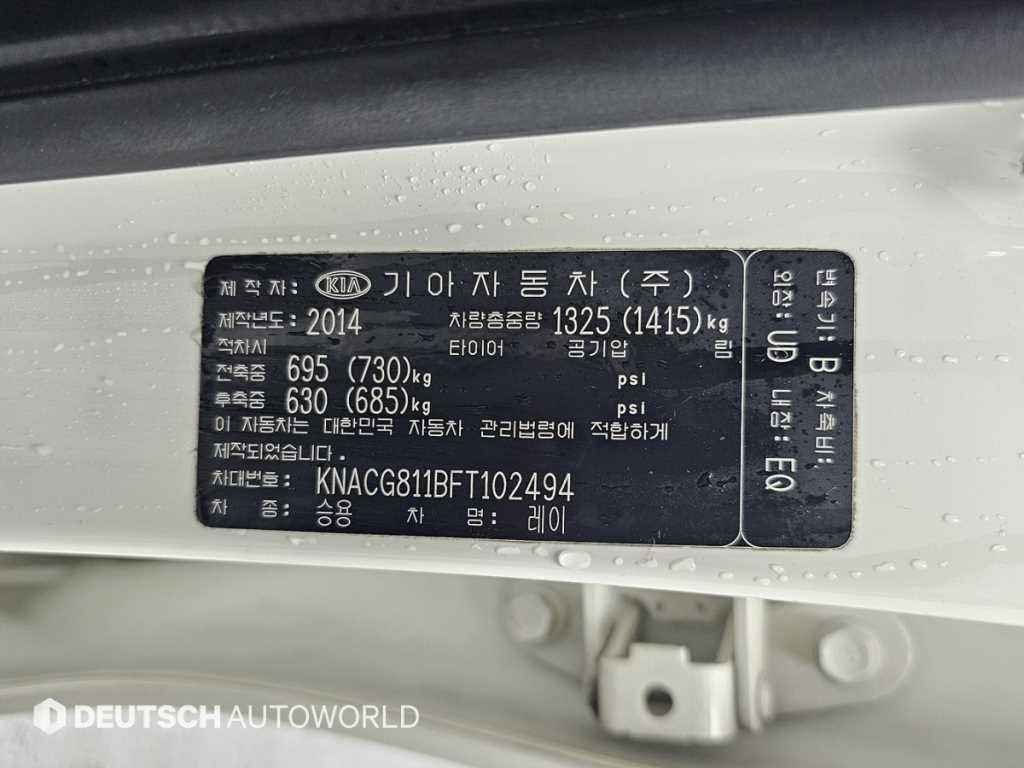 제작자: KIA 기아자동차(주)
제작년도: 2014 차량총중량 1325 (1415)kg
적차시 타이어 공기압 림
전축중 695 (730)kg psi
후축중 630 (685)kg psi
이 자동차는 대한민국 자동차 관리법령에 적합하게
제작되었습니다.
차대번호: KNACG811BFT102494
차 종: 승용 차 명: 레이
변속기: B 차축비:
외장: UD 내장: EQ
DEUTSCH AUTOWORLD